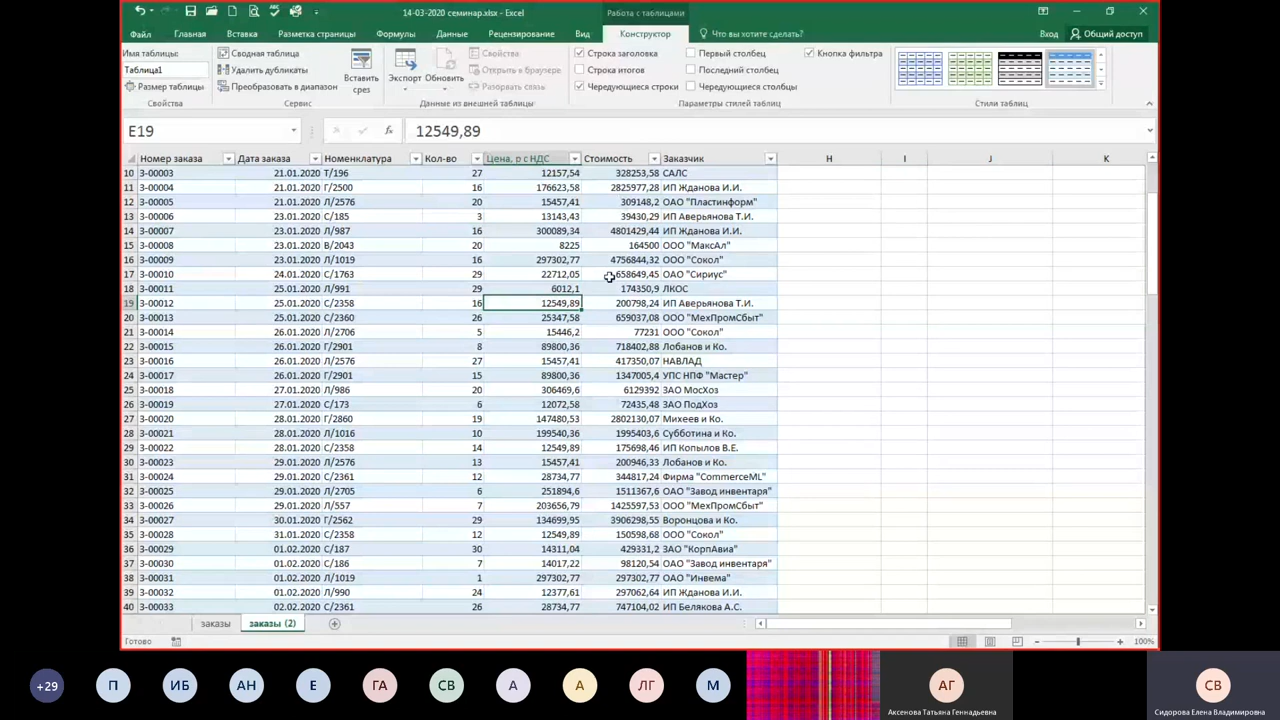 14-03-2020 семинар.xlsx - Excel
Работа с таблицами
Файл Главная Вставка Разметка страницы Формулы Данные Рецензирование Вид Конструктор Что вы хотите сделать? Вход Общий доступ
Имя таблицы: Сводная таблица Свойства Строка заголовка Первый столбец Кнопка фильтра
Таблица1 Удалить дубликаты Вставить срез Экспорт Обновить Открыть в браузере Строка итогов Последний столбец
Размер таблицы Преобразовать в диапазон Разорвать связь Чередующиеся строки Чередующиеся столбцы
Свойства Сервис Данные из внешней таблицы Параметры стилей таблиц Стили таблиц
E19 fx 12549,89
Номер заказа Дата заказа Номенклатура Кол-во Цена, р с НДС Стоимость Заказчик H I J K
10 З-00003 21.01.2020 Т/196 27 12157,54 328253,58 САЛС
11 З-00004 21.01.2020 Г/2500 16 176623,58 2825977,28 ИП Жданова И.И.
12 З-00005 21.01.2020 Л/2576 20 15457,41 309148,2 ОАО "Пластинформ"
13 З-00006 23.01.2020 С/185 3 13143,43 39430,29 ИП Аверьянова Т.И.
14 З-00007 23.01.2020 Л/987 16 300089,34 4801429,44 ИП Жданова И.И.
15 З-00008 23.01.2020 В/2043 20 8225 164500 ООО "МаксАл"
16 З-00009 23.01.2020 Л/1019 16 297302,77 4756844,32 ООО "Сокол"
17 З-00010 24.01.2020 С/1763 29 22712,05 658649,45 ОАО "Сириус"
18 З-00011 25.01.2020 Л/991 29 6012,1 174350,9 ЛКОС
19 З-00012 25.01.2020 С/2358 16 12549,89 200798,24 ИП Аверьянова Т.И.
20 З-00013 25.01.2020 С/2360 26 25347,58 659037,08 ООО "МехПромСбыт"
21 З-00014 26.01.2020 Л/2706 5 15446,2 77231 ООО "Сокол"
22 З-00015 26.01.2020 Г/2901 8 89800,36 718402,88 Лобанов и Ко.
23 З-00016 26.01.2020 Л/2576 27 15457,41 417350,07 НАВЛАД
24 З-00017 26.01.2020 Г/2901 15 89800,36 1347005,4 УПС НПФ "Мастер"
25 З-00018 27.01.2020 Л/986 20 306469,6 6129392 ЗАО МосХоз
26 З-00019 27.01.2020 С/173 6 12072,58 72435,48 ЗАО ПодХоз
27 З-00020 28.01.2020 Г/2860 19 147480,53 2802130,07 Михеев и Ко.
28 З-00021 28.01.2020 Л/1016 10 199540,36 1995403,6 Субботина и Ко.
29 З-00022 28.01.2020 С/2358 14 12549,89 175698,46 ИП Копылов В.Е.
30 З-00023 29.01.2020 Л/2576 13 15457,41 200946,33 Лобанов и Ко.
31 З-00024 29.01.2020 С/2361 12 28734,77 344817,24 Фирма "CommerceML"
32 З-00025 29.01.2020 Л/2705 6 251894,6 1511367,6 ОАО "Завод инвентаря"
33 З-00026 29.01.2020 Л/557 7 203656,79 1425597,53 ООО "МехПромСбыт"
34 З-00027 30.01.2020 Г/2562 29 134699,95 3906298,55 Воронцова и Ко.
35 З-00028 31.01.2020 С/2358 12 12549,89 150598,68 ООО "Сокол"
36 З-00029 01.02.2020 С/187 30 14311,04 429331,2 ЗАО "КорпАвиа"
37 З-00030 01.02.2020 С/186 7 14017,22 98120,54 ОАО "Завод инвентаря"
38 З-00031 01.02.2020 Л/1019 1 297302,77 297302,77 ОАО "Инвема"
39 З-00032 01.02.2020 Л/990 24 12377,61 297062,64 ИП Жданова И.И.
40 З-00033 02.02.2020 С/2361 26 28734,77 747104,02 ИП Белякова А.С.
заказы заказы (2)
Готово 100%
+29 П ИБ АН Е ГА СВ А А ЛГ М АГ СВ
Аксенова Татьяна Геннадьевна Сидорова Елена Владимировна